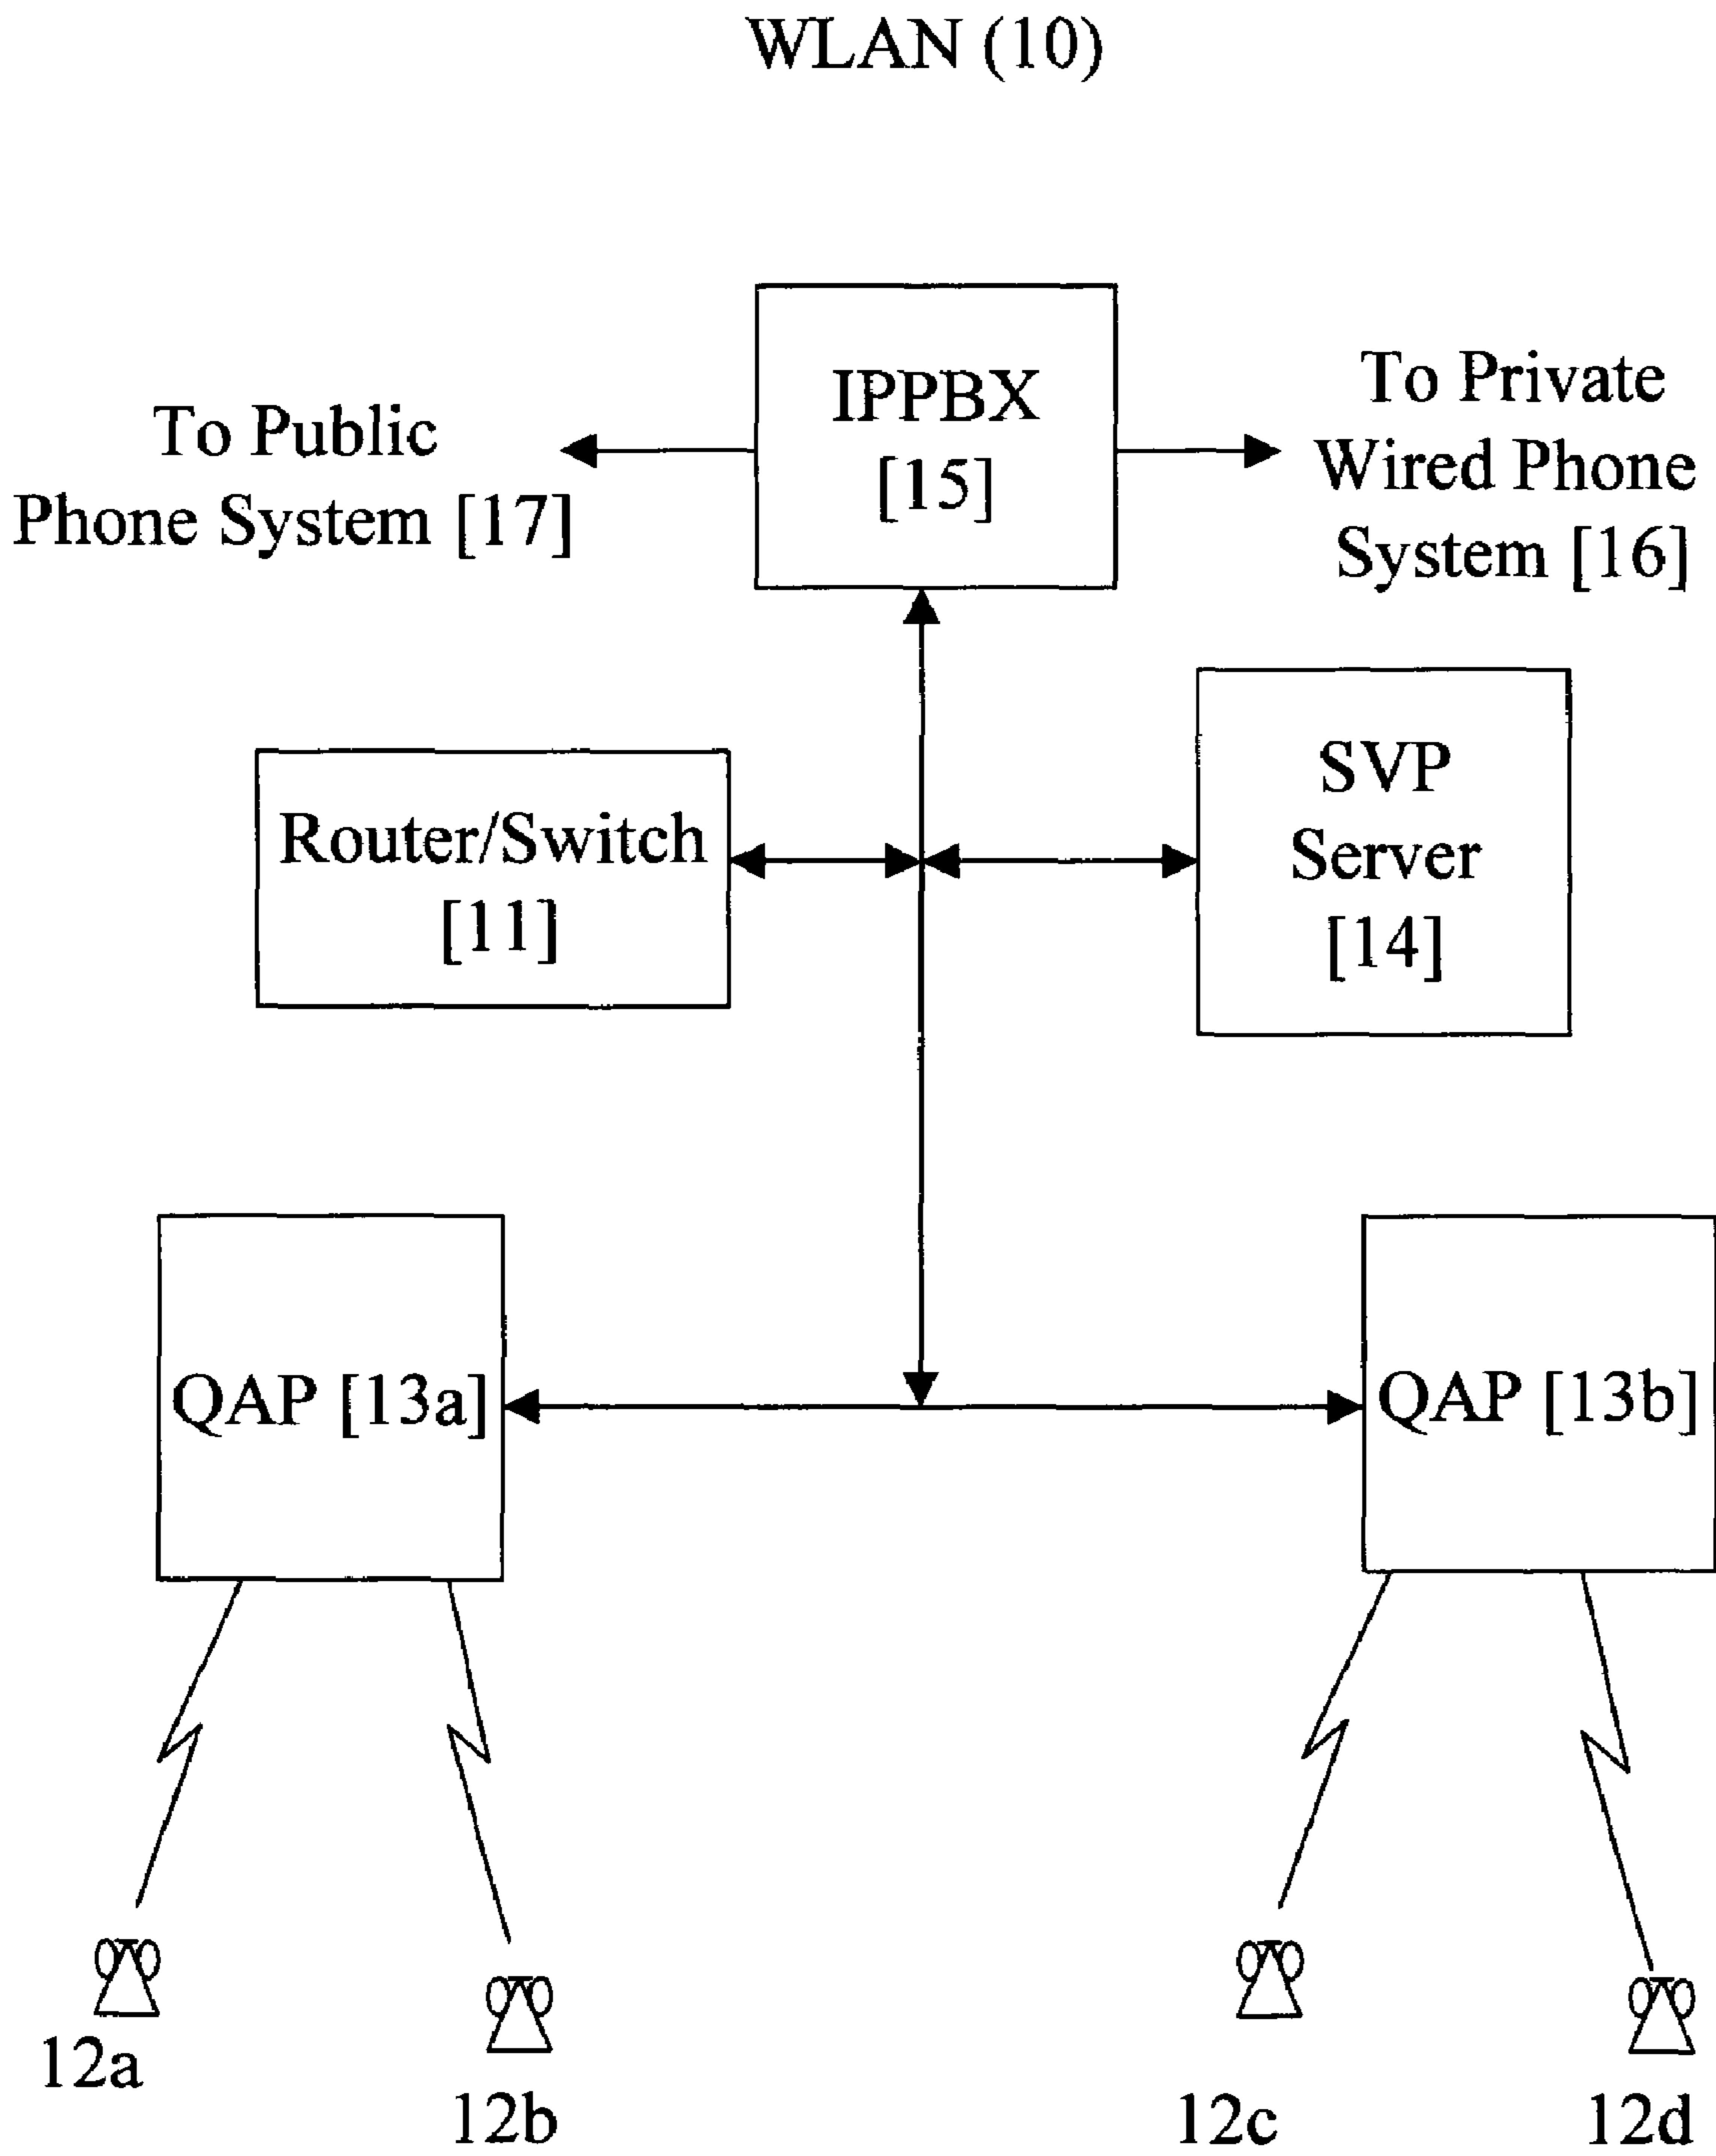 WLAN (10)
IPPBX
[15]
To Public
Phone System [17]
To Private
Wired Phone
System [16]
Router/Switch
[11]
SVP
Server
[14]
QAP [13a]
QAP [13b]
12a
12b
12c
12d